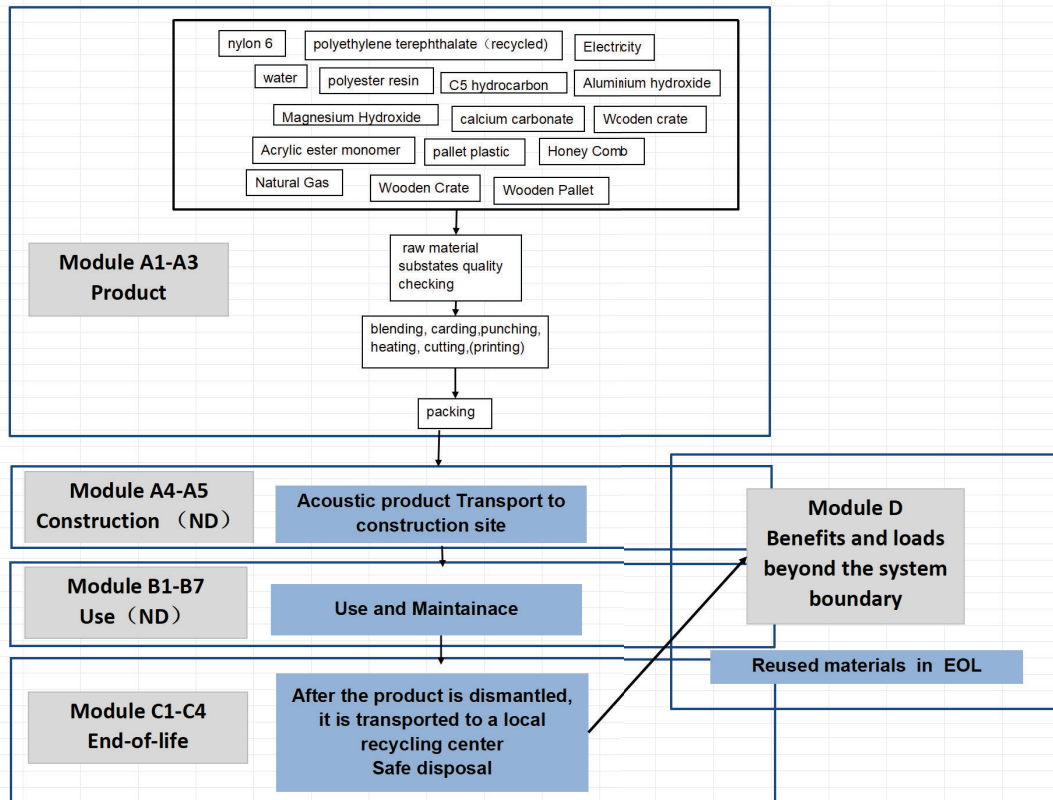 nylon 6
polyethylene terephthalate（recycled)
Electricity
water
polyester resin
C5 hydrocarbon
Aluminium hydroxide
Magnesium Hydroxide
calcium carbonate
Wooden crate
Acrylic ester monomer
pallet plastic
Honey Comb
Natural Gas
Wooden Crate
Wooden Pallet
raw material
substates quality
checking
Module A1-A3
Product
blending, carding,punching,
heating, cutting,(printing)
packing
Module A4-A5
Construction （ND）
Acoustic product Transport to
construction site
Module D
Benefits and loads
beyond the system
boundary
Module B1-B7
Use（ND）
Use and Maintainace
Reused materials in EOL
Module C1-C4
End-of-life
After the product is dismantled,
it is transported to a local
recycling center
Safe disposal